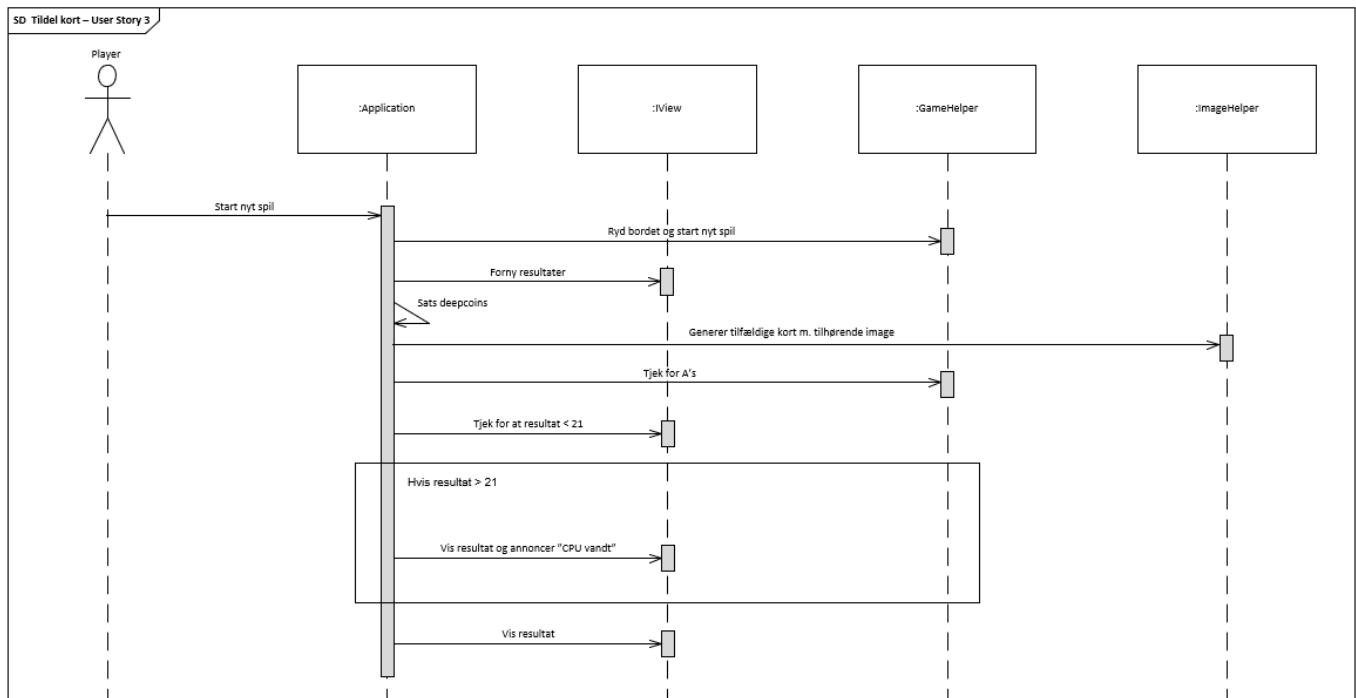 SD Tildel kort – User Story 3
Player
:Application
:IView
:GameHelper
:ImageHelper
Start nyt spil
Ryd bordet og start nyt spil
Forny resultater
Sats deepcoins
Generer tilfældige kort m. tilhørende image
Tjek for A's
Tjek for at resultat < 21
Hvis resultat > 21
Vis resultat og annoncer "CPU vandt"
Vis resultat